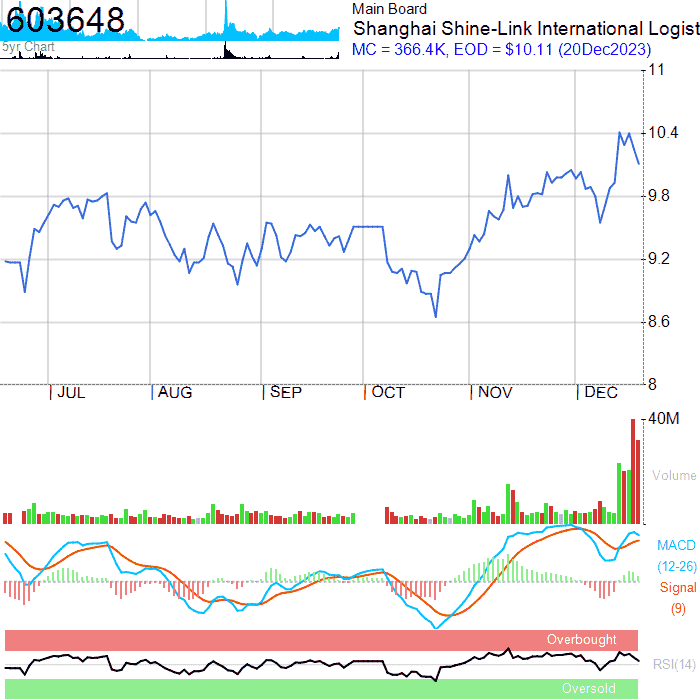 603648
5yr Chart
Main Board
Shanghai Shine-Link International Logist
MC = 366.4K, EOD = $10.11 (20Dec2023)
11
10.4
9.8
9.2
8.6
8
JUL AUG SEP OCT NOV DEC
40M
Volume
MACD
(12-26)
Signal
(9)
Overbought
RSI(14)
Oversold